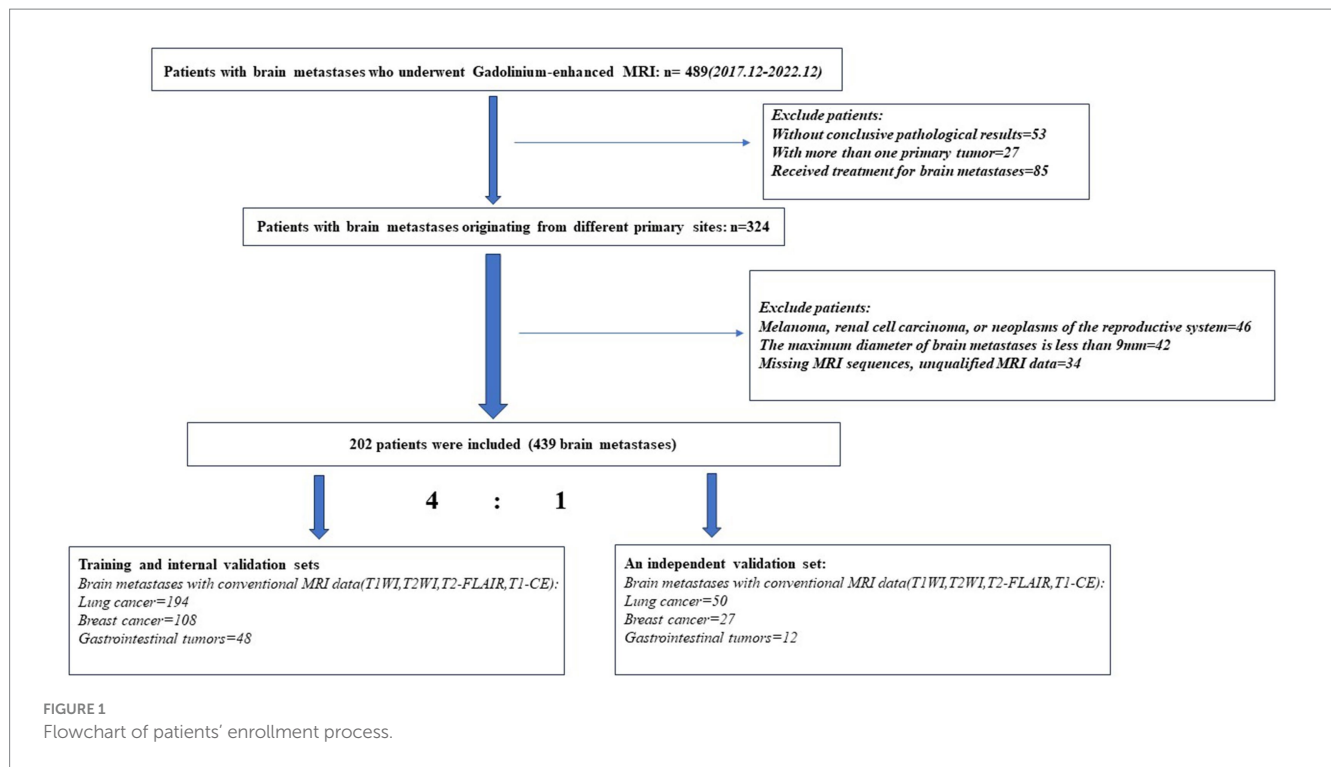 Patients with brain metastases who underwent Gadolinium-enhanced MRI: n= 489(2017.12-2022.12)
Exclude patients:
Without conclusive pathological results=53
With more than one primary tumor=27
Received treatment for brain metastases=85
Patients with brain metastases originating from different primary sites: n=324
Exclude patients:
Melanoma, renal cell carcinoma, or neoplasms of the reproductive system=46
The maximum diameter of brain metastases is less than 9mm=42
Missing MRI sequences, unqualified MRI data=34
202 patients were included (439 brain metastases)
4 : 1
Training and internal validation sets
Brain metastases with conventional MRI data(T1WI,T2WI,T2-FLAIR,T1-CE):
Lung cancer=194
Breast cancer=108
Gastrointestinal tumors=48
An independent validation set:
Brain metastases with conventional MRI data(T1WI,T2WI,T2-FLAIR,T1-CE):
Lung cancer=50
Breast cancer=27
Gastrointestinal tumors=12
FIGURE 1
Flowchart of patients' enrollment process.